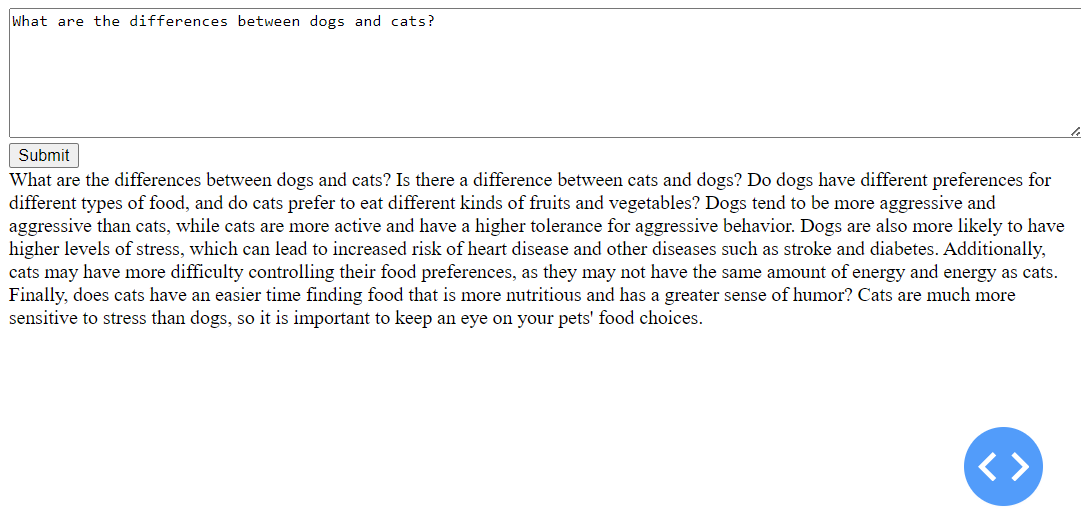 What are the differences between dogs and cats?
Submit
What are the differences between dogs and cats? Is there a difference between cats and dogs? Do dogs have different preferences for
different types of food, and do cats prefer to eat different kinds of fruits and vegetables? Dogs tend to be more aggressive and
aggressive than cats, while cats are more active and have a higher tolerance for aggressive behavior. Dogs are also more likely to have
higher levels of stress, which can lead to increased risk of heart disease and other diseases such as stroke and diabetes. Additionally,
cats may have more difficulty controlling their food preferences, as they may not have the same amount of energy and energy as cats.
Finally, does cats have an easier time finding food that is more nutritious and has a greater sense of humor? Cats are much more
sensitive to stress than dogs, so it is important to keep an eye on your pets' food choices.